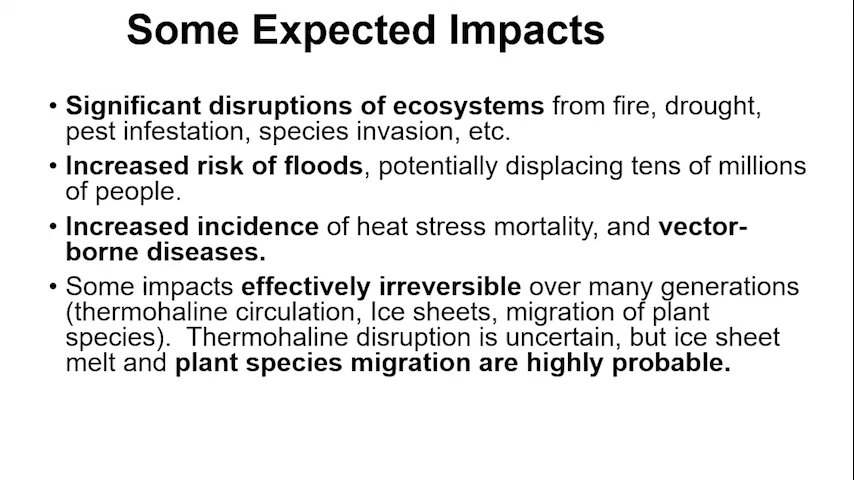 Some Expected Impacts
• Significant disruptions of ecosystems from fire, drought,
pest infestation, species invasion, etc.
• Increased risk of floods, potentially displacing tens of millions
of people.
• Increased incidence of heat stress mortality, and vector-
borne diseases.
• Some impacts effectively irreversible over many generations
(thermohaline circulation, Ice sheets, migration of plant
species).  Thermohaline disruption is uncertain, but ice sheet
melt and plant species migration are highly probable.